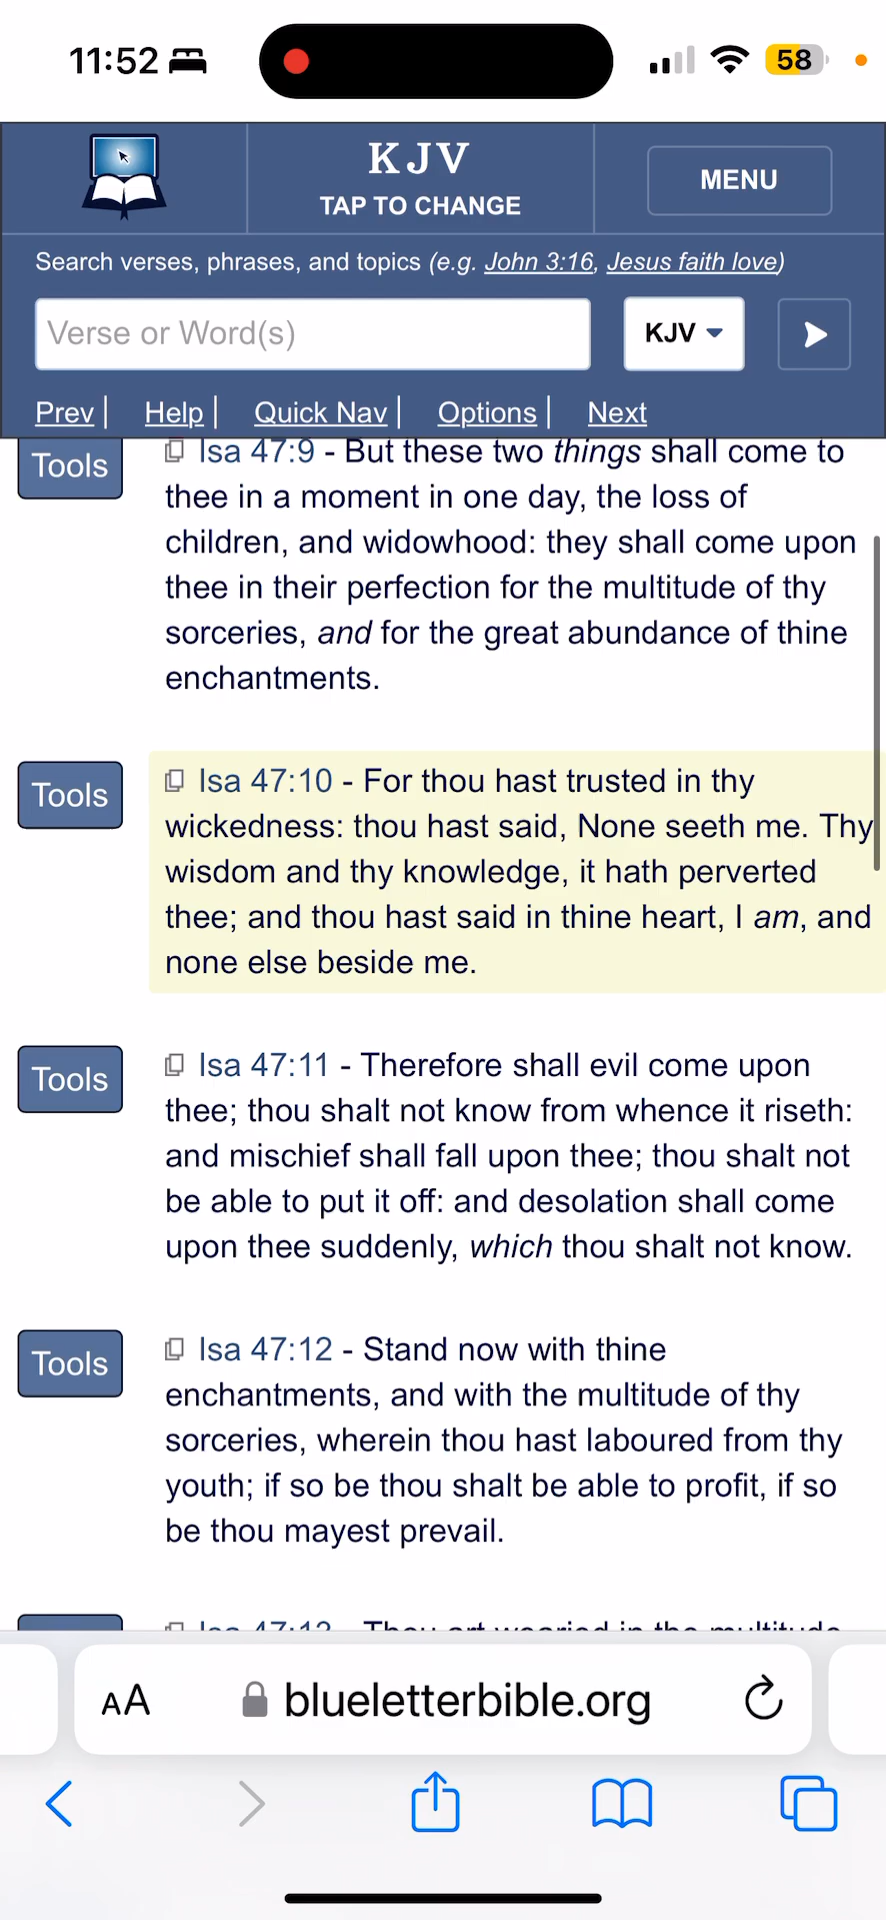 11:52
58
KJV
TAP TO CHANGE
MENU
Search verses, phrases, and topics (e.g. John 3:16, Jesus faith love)
Verse or Word(s)
KJV
Prev | Help | Quick Nav | Options | Next
Tools
Isa 47:9 - But these two things shall come to
thee in a moment in one day, the loss of
children, and widowhood: they shall come upon
thee in their perfection for the multitude of thy
sorceries, and for the great abundance of thine
enchantments.
Tools
Isa 47:10 - For thou hast trusted in thy
wickedness: thou hast said, None seeth me. Thy
wisdom and thy knowledge, it hath perverted
thee; and thou hast said in thine heart, I am, and
none else beside me.
Tools
Isa 47:11 - Therefore shall evil come upon
thee; thou shalt not know from whence it riseth:
and mischief shall fall upon thee; thou shalt not
be able to put it off: and desolation shall come
upon thee suddenly, which thou shalt not know.
Tools
Isa 47:12 - Stand now with thine
enchantments, and with the multitude of thy
sorceries, wherein thou hast laboured from thy
youth; if so be thou shalt be able to profit, if so
be thou mayest prevail.
Isa 47:13 - Thou art wearied in the multitude
AA
blueletterbible.org